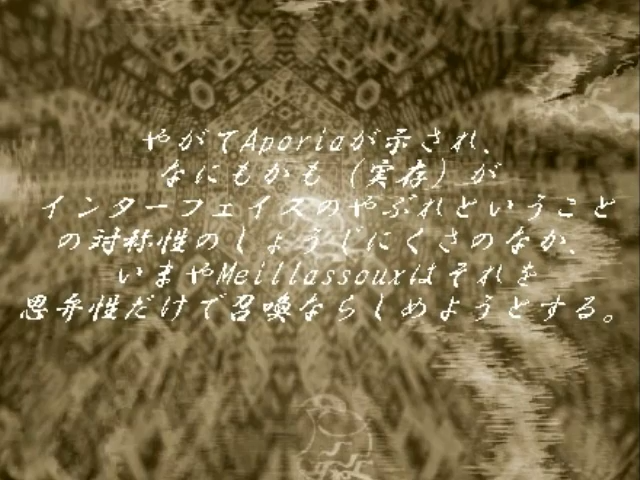 やがてAporiaが示され、
なにもかも（実存）が
インターフェイスのやぶれということ
の対称性のしょうじにくさのなか、
いまやMeillassouxはそれを
思弁性だけで召喚ならしめようとする。